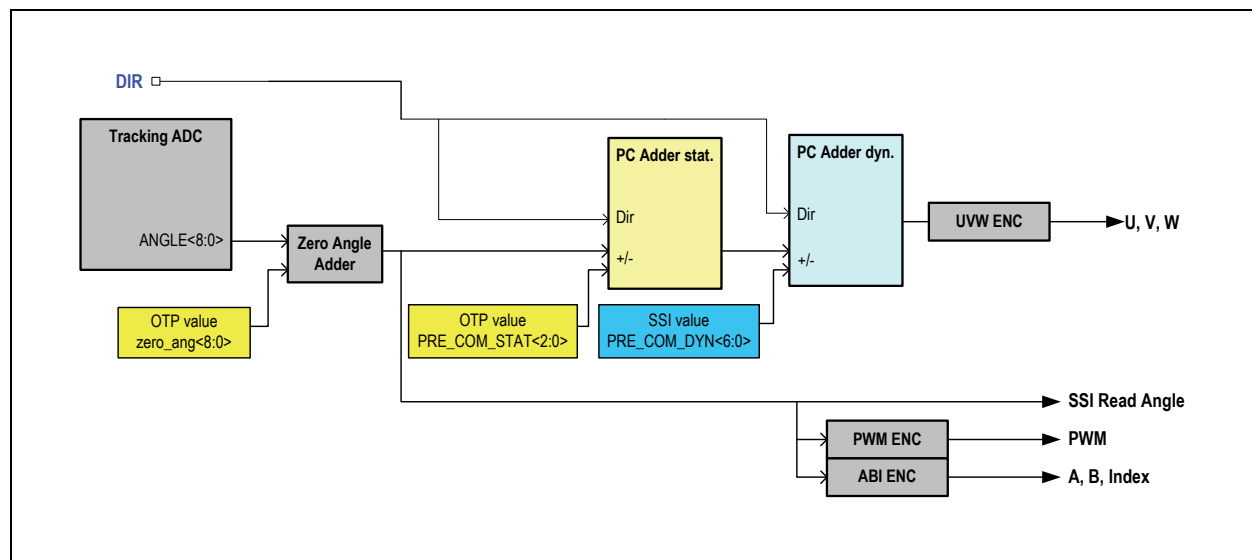 DIR
Tracking ADC
ANGLE<8:0>
Zero Angle
Adder
OTP value
zero_ang<8:0>
PC Adder stat.
Dir
+/-
OTP value
PRE_COM_STAT<2:0>
PC Adder dyn.
Dir
+/-
SSI value
PRE_COM_DYN<6:0>
UVW ENC
U, V, W
SSI Read Angle
PWM ENC
PWM
ABI ENC
A, B, Index